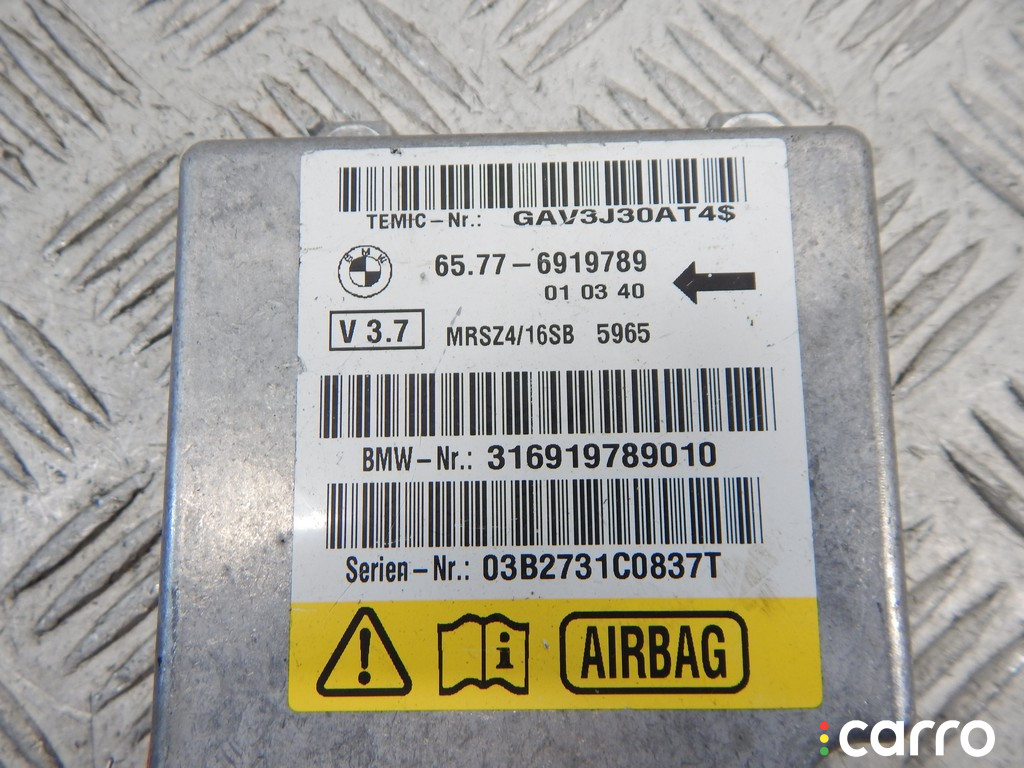 TEMIC-Nr.: GAV3J30AT4$
BMW
65.77-6919789
01 03 40
V 3.7 MRSZ4/16SB 5965
BMW-Nr.: 316919789010
Serien-Nr.: 03B2731C0837T
i AIRBAG
carro